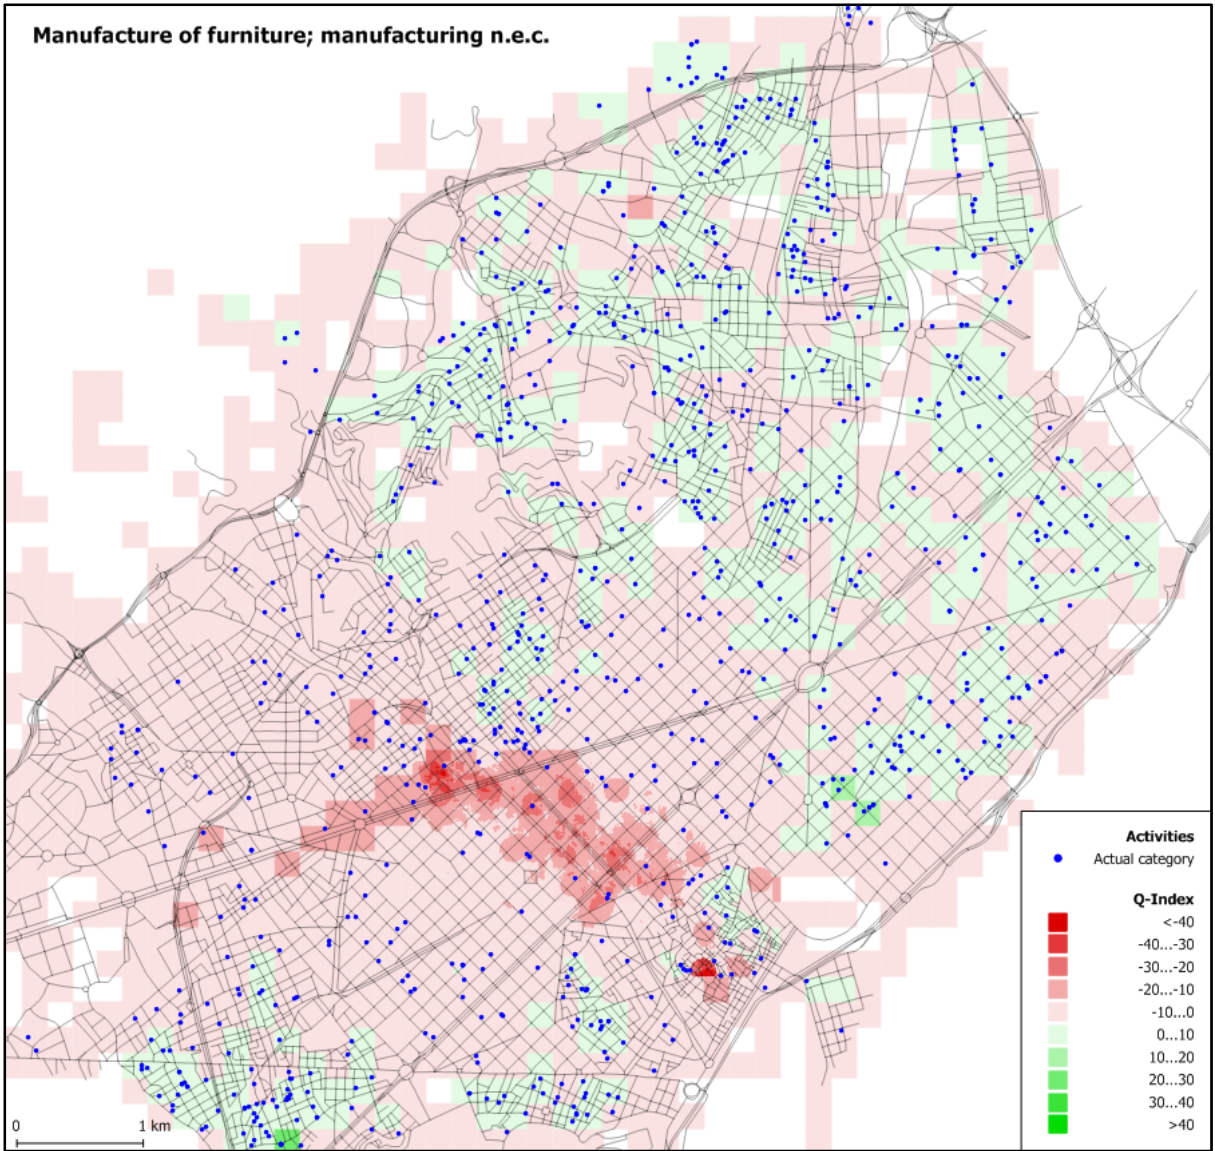 Manufacture of furniture; manufacturing n.e.c.
Activities
Actual category
Q-Index
<-40
-40...-30
-30...-20
-20...-10
-10...0
0...10
10...20
20...30
30...40
>40
0 1 km